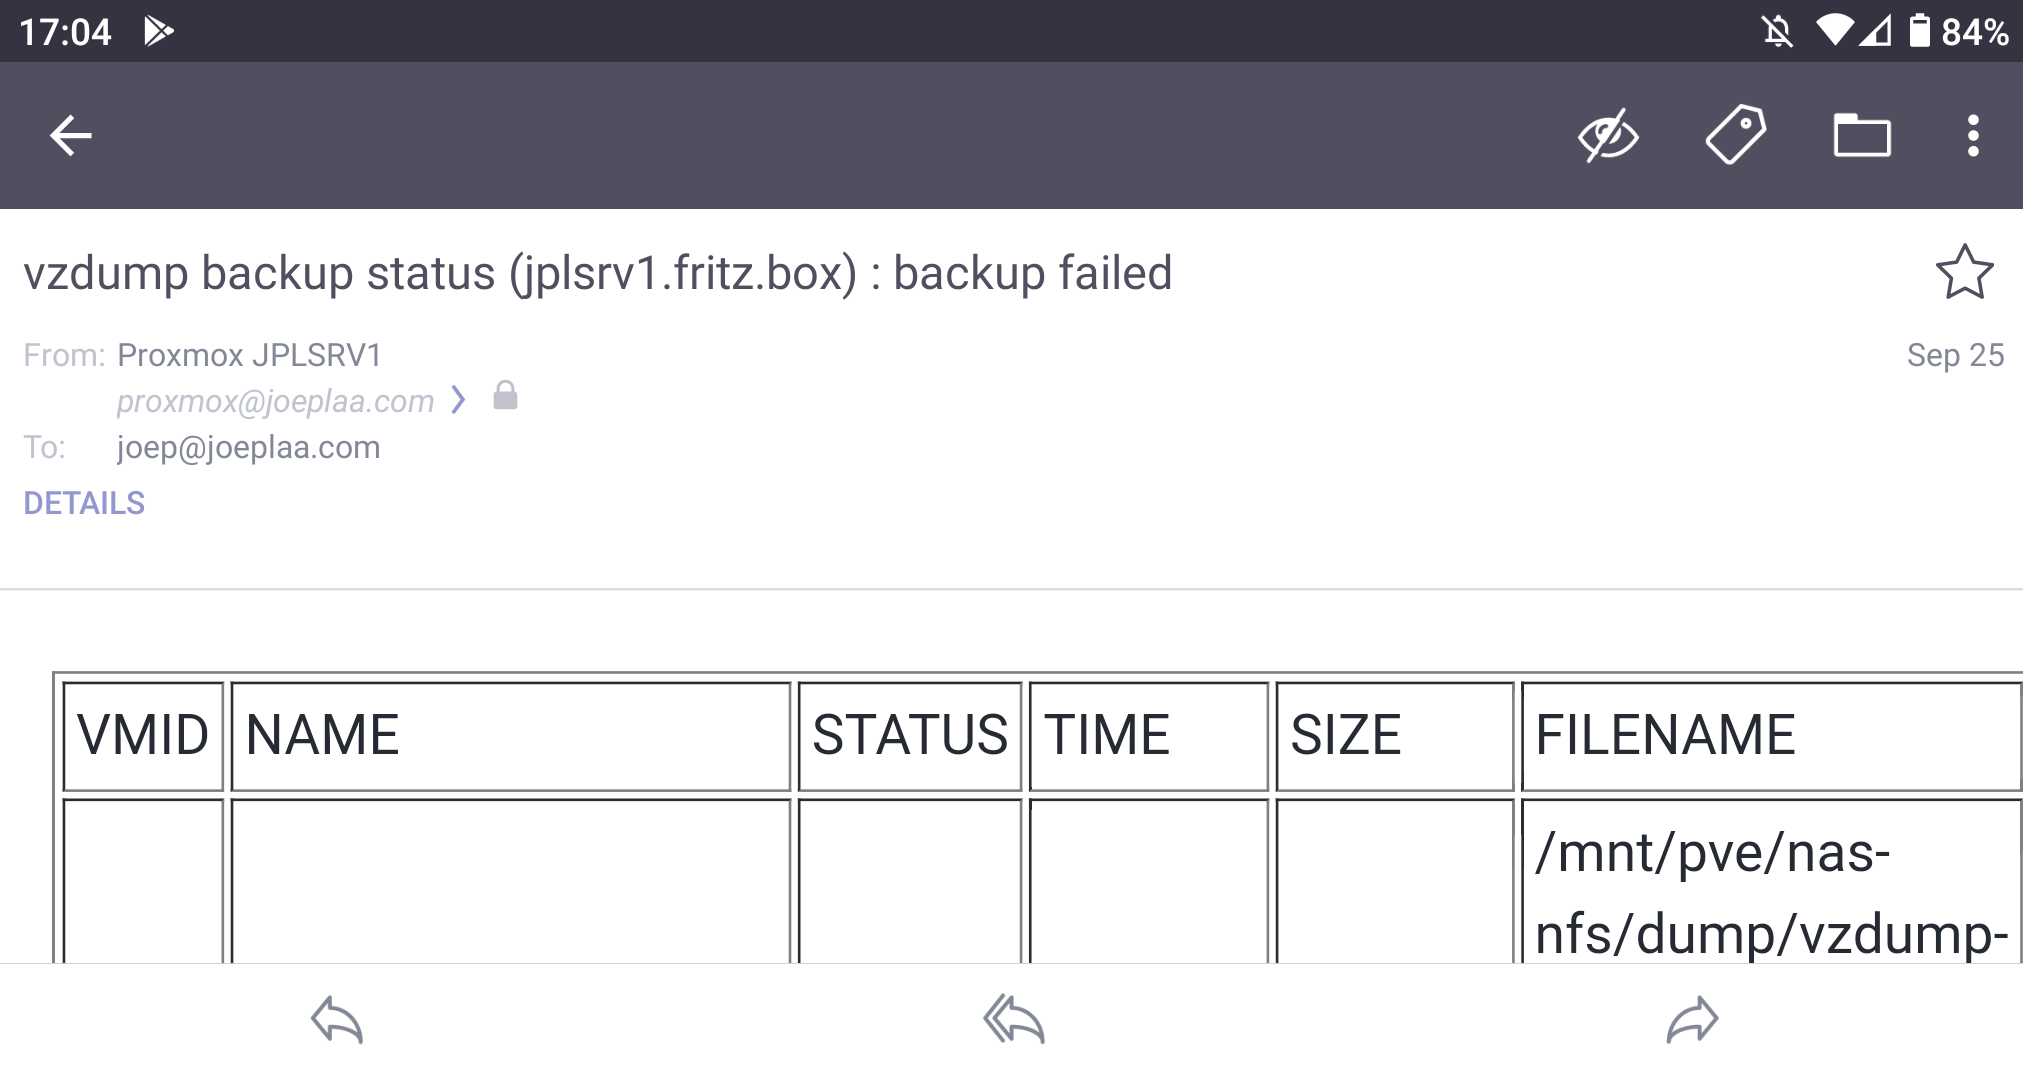 17:04
84%
vzdump backup status (jplsrv1.fritz.box) : backup failed
From: Proxmox JPLSRV1
Sep 25
proxmox@joeplaa.com
To: joep@joeplaa.com
DETAILS
VMID NAME STATUS TIME SIZE FILENAME
/mnt/pve/nas-
nfs/dump/vzdump-